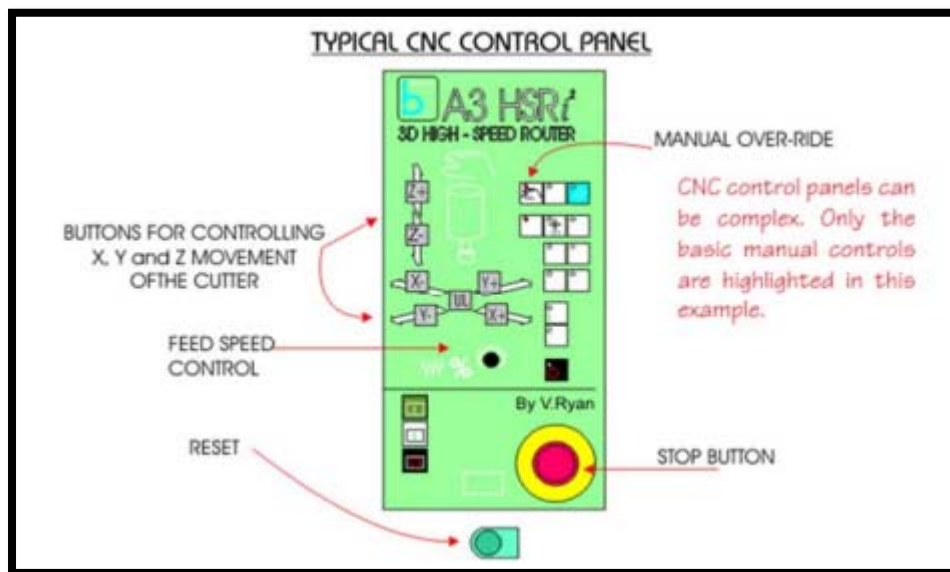 TYPICAL CNC CONTROL PANEL
b A3 HSRi²
3D HIGH - SPEED ROUTER
MANUAL OVER-RIDE
CNC control panels can
be complex. Only the
basic manual controls
are highlighted in this
example.
BUTTONS FOR CONTROLLING
X, Y and Z MOVEMENT
OFTHE CUTTER
Z+
Z-
X-
Y+
UL
Y-
X+
FEED SPEED
CONTROL
%
By V.Ryan
RESET
STOP BUTTON